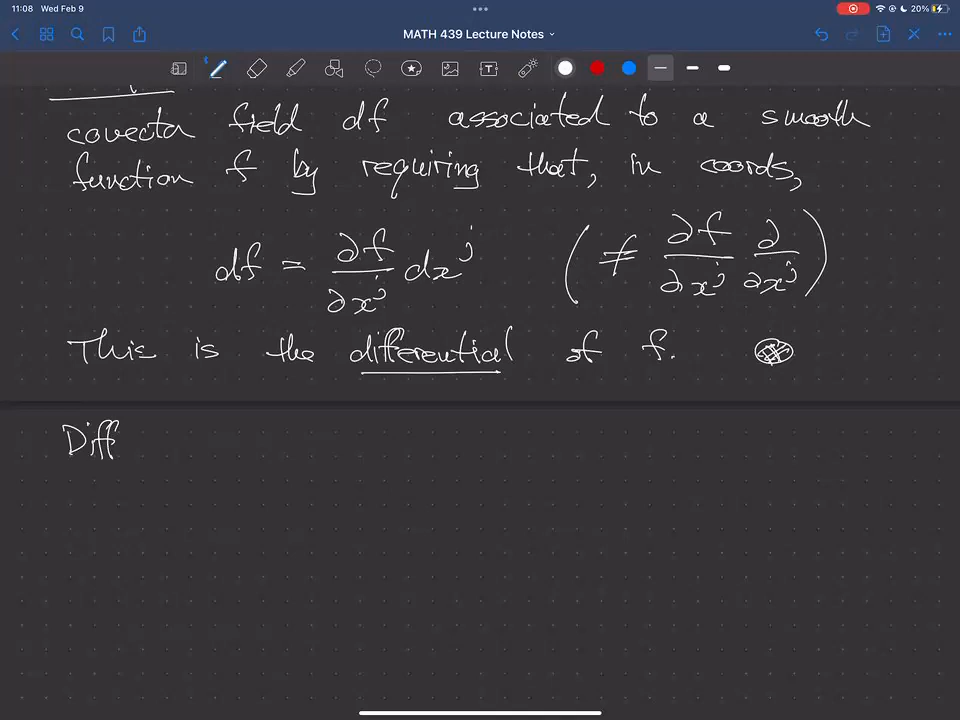 11:08 Wed Feb 9
20%
MATH 439 Lecture Notes
covector field df associated to a smooth
function f by requiring that, in coords,
df = ∂f/∂x^j dx^j ( ≠ ∂f/∂x^j ∂/∂x^j )
This is the differential of f.
Diff